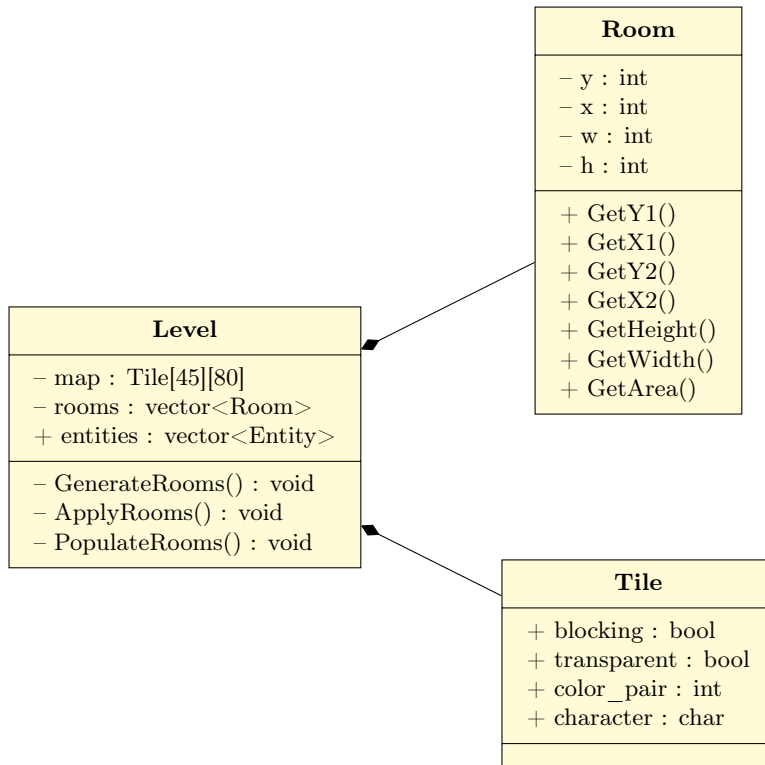 Room
– y : int
– x : int
– w : int
– h : int
+ GetY1()
+ GetX1()
+ GetY2()
+ GetX2()
+ GetHeight()
+ GetWidth()
+ GetArea()
Level
– map : Tile[45][80]
– rooms : vector<Room>
+ entities : vector<Entity>
– GenerateRooms() : void
– ApplyRooms() : void
– PopulateRooms() : void
Tile
+ blocking : bool
+ transparent : bool
+ color_pair : int
+ character : char